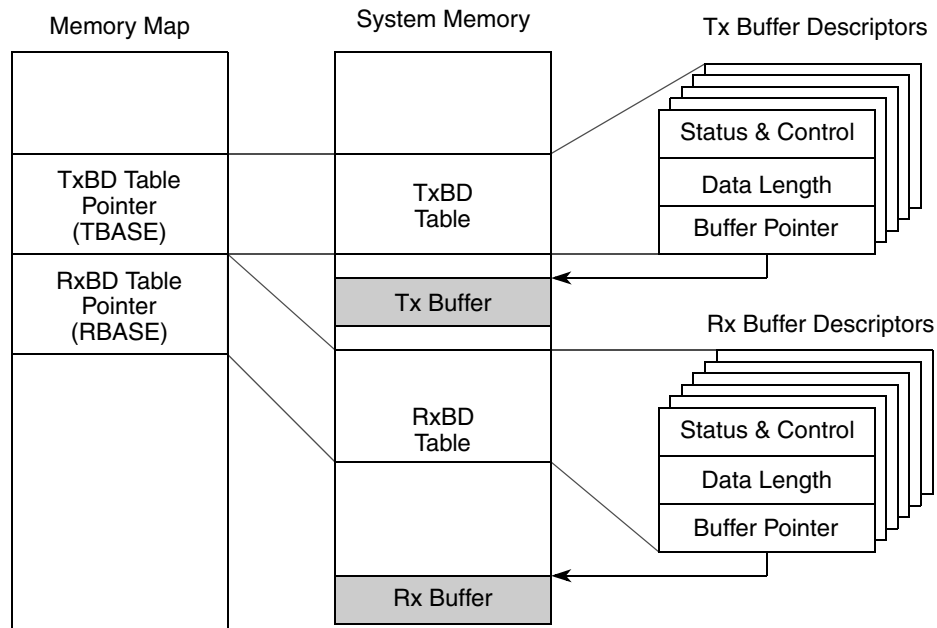 Memory Map
System Memory
Tx Buffer Descriptors
TxBD Table
Pointer
(TBASE)
RxBD Table
Pointer
(RBASE)
TxBD
Table
Tx Buffer
RxBD
Table
Rx Buffer
Status & Control
Data Length
Buffer Pointer
Rx Buffer Descriptors
Status & Control
Data Length
Buffer Pointer